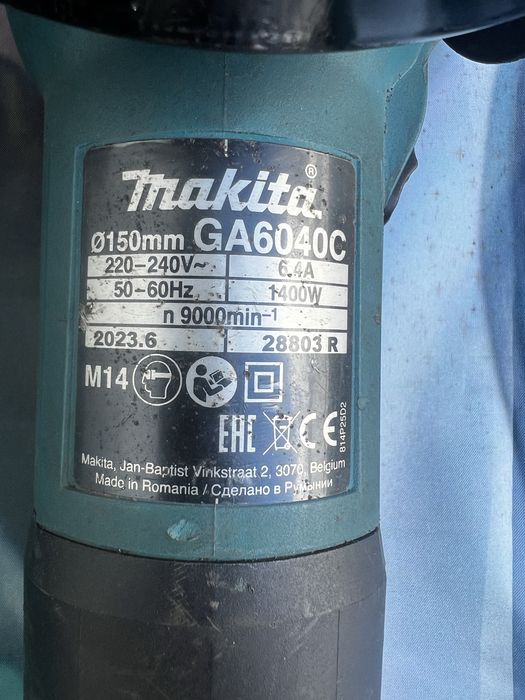 makita®
Ø150mm GA6040C
220-240V~ 6.4A
50-60Hz 1400W
n 9000min⁻¹
2023.6 28803 R
M14
EAC CE
814P25D2
Makita, Jan-Baptist Vinkstraat 2, 3070, Belgium
Made in Romania / Сделано в Румынии